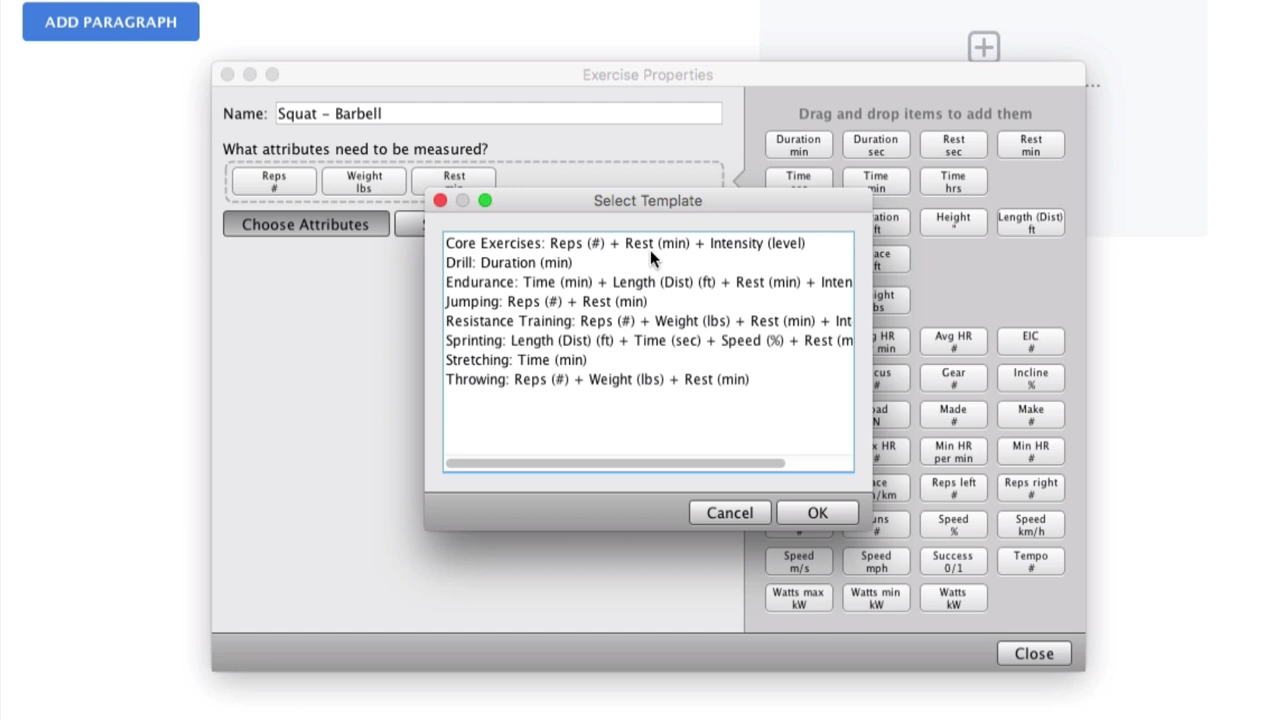 ADD PARAGRAPH
Exercise Properties
Name: Squat – Barbell
What attributes need to be measured?
Reps
#
Weight
lbs
Rest
Choose Attributes
Drag and drop items to add them
Duration
min
Duration
sec
Rest
sec
Rest
min
Time
Time
min
Time
hrs
Height
"
Length (Dist)
ft
ft
Select Template
Core Exercises: Reps (#) + Rest (min) + Intensity (level)
Drill: Duration (min)
Endurance: Time (min) + Length (Dist) (ft) + Rest (min) + Inten
Jumping: Reps (#) + Rest (min)
Resistance Training: Reps (#) + Weight (lbs) + Rest (min) + Int
Sprinting: Length (Dist) (ft) + Time (sec) + Speed (%) + Rest (m
Stretching: Time (min)
Throwing: Reps (#) + Weight (lbs) + Rest (min)
Cancel
OK
HR
min
Avg HR
#
EIC
#
#
Gear
#
Incline
%
N
Made
#
Make
#
HR
#
Min HR
per min
Min HR
#
Reps left
#
Reps right
#
#
#
Speed
%
Speed
km/h
Speed
m/s
Speed
mph
Success
0/1
Tempo
#
Watts max
kW
Watts min
kW
Watts
kW
Close